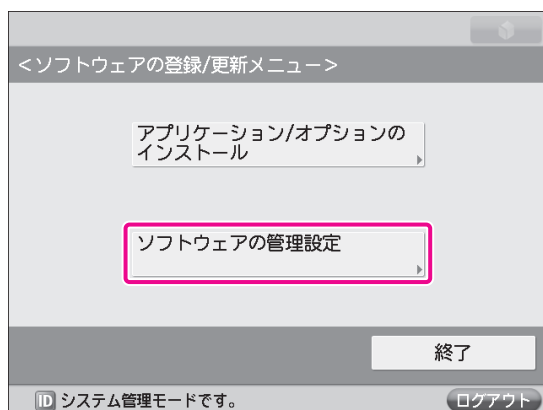 <ソフトウェアの登録/更新メニュー>
アプリケーション/オプションの
インストール
ソフトウェアの管理設定
終了
ID システム管理モードです。
ログアウト